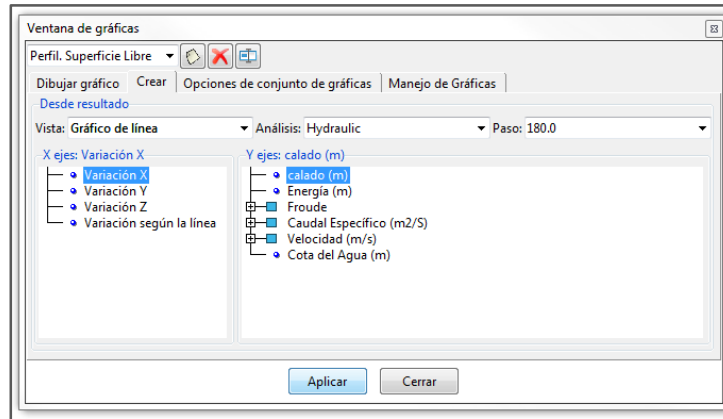 Ventana de gráficas
Perfil. Superficie Libre
Dibujar gráfico Crear Opciones de conjunto de gráficas Manejo de Gráficas
Desde resultado
Vista: Gráfico de línea Análisis: Hydraulic Paso: 180.0
X ejes: Variación X
Variación X
Variación Y
Variación Z
Variación según la línea
Y ejes: calado (m)
calado (m)
Energía (m)
Froude
Caudal Específico (m2/S)
Velocidad (m/s)
Cota del Agua (m)
Aplicar Cerrar